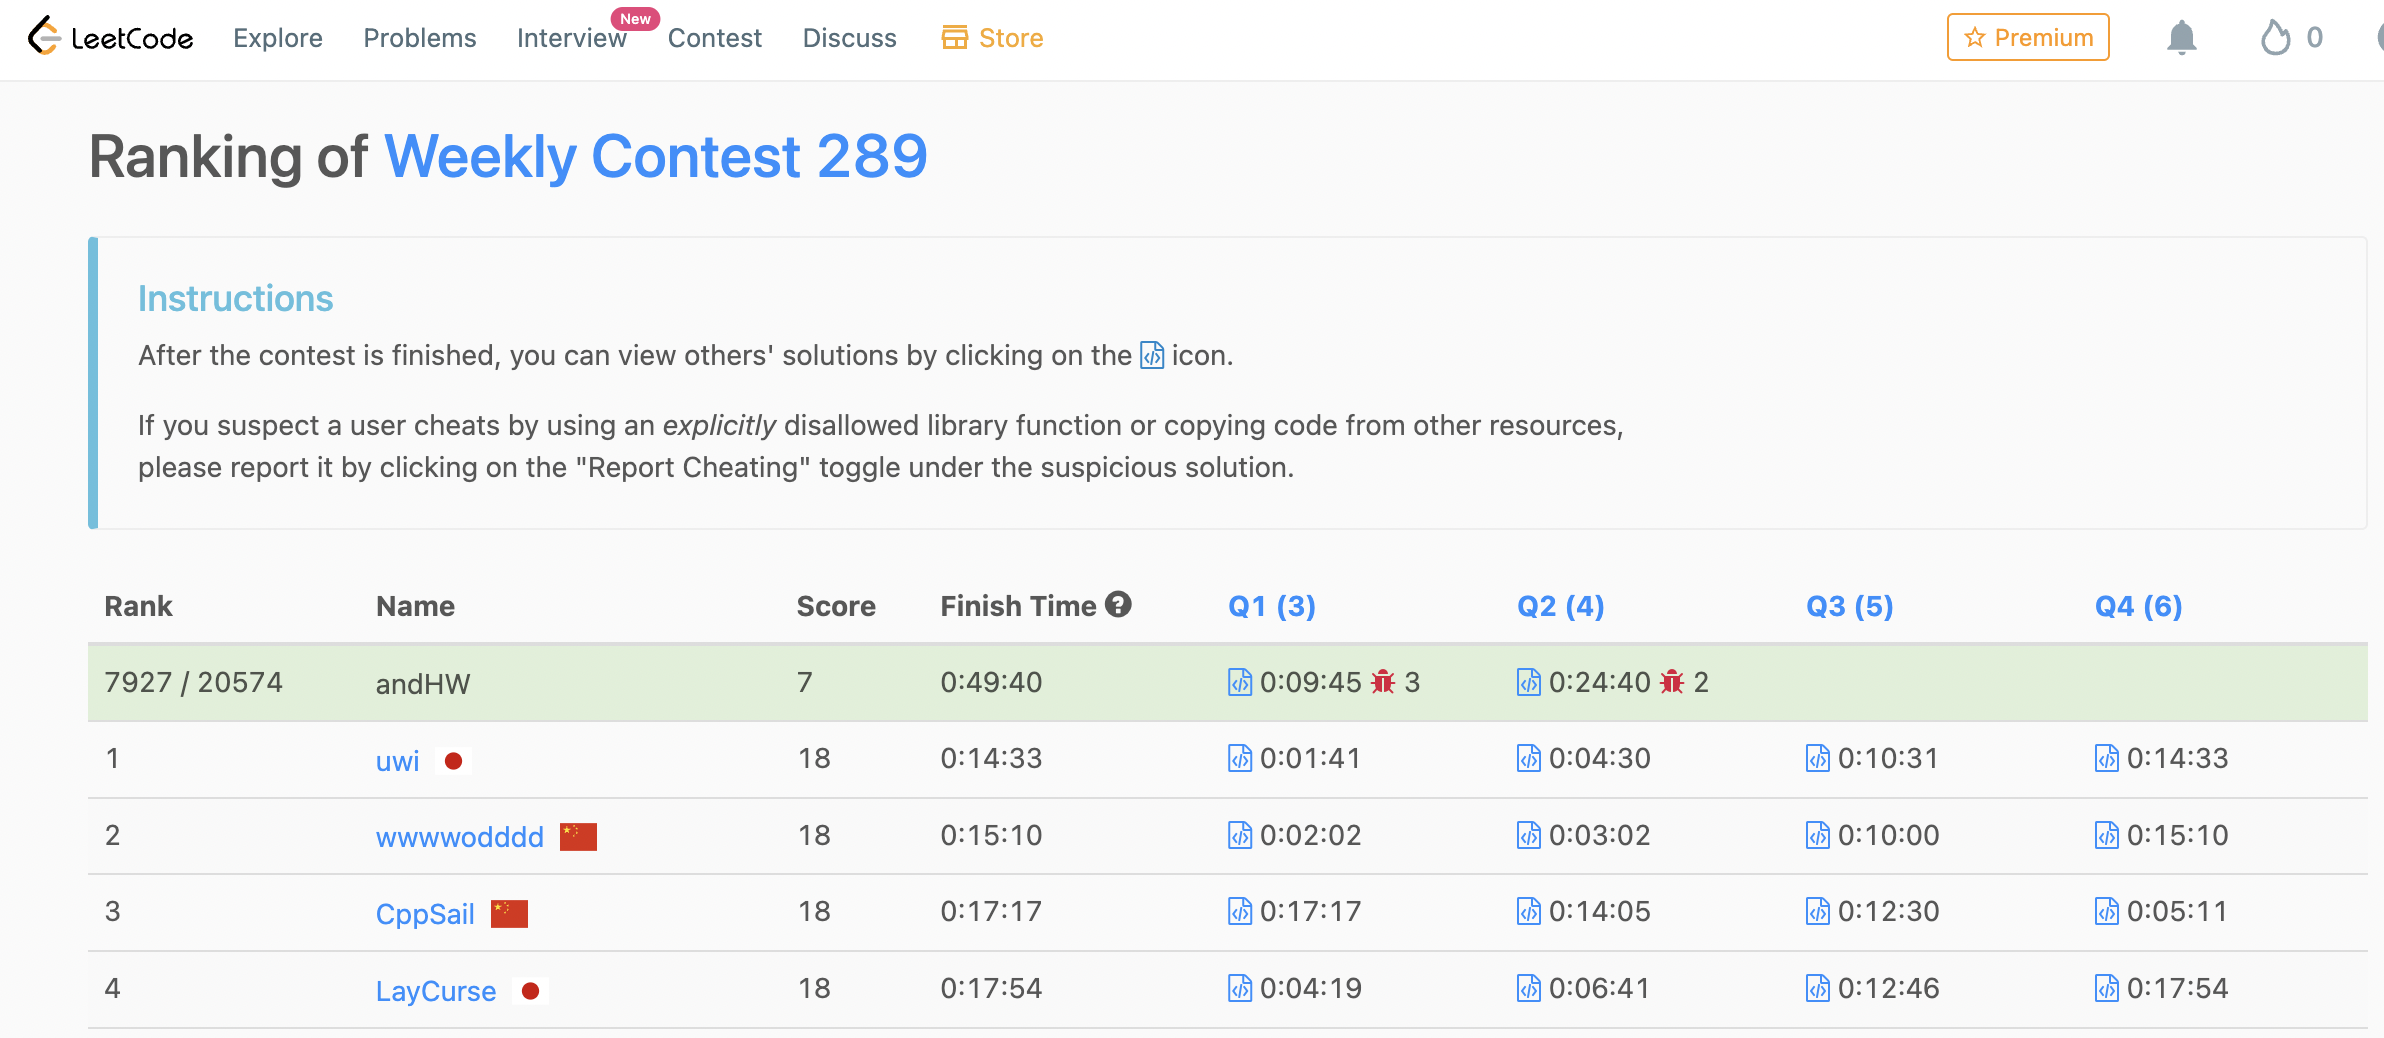 LeetCode Explore Problems Interview New Contest Discuss Store Premium 0
Ranking of Weekly Contest 289
Instructions
After the contest is finished, you can view others' solutions by clicking on the </> icon.
If you suspect a user cheats by using an explicitly disallowed library function or copying code from other resources,
please report it by clicking on the "Report Cheating" toggle under the suspicious solution.
Rank Name Score Finish Time ? Q1 (3) Q2 (4) Q3 (5) Q4 (6)
7927 / 20574 andHW 7 0:49:40 0:09:45 3 0:24:40 2
1 uwi 18 0:14:33 0:01:41 0:04:30 0:10:31 0:14:33
2 wwwwodddd 18 0:15:10 0:02:02 0:03:02 0:10:00 0:15:10
3 CppSail 18 0:17:17 0:17:17 0:14:05 0:12:30 0:05:11
4 LayCurse 18 0:17:54 0:04:19 0:06:41 0:12:46 0:17:54